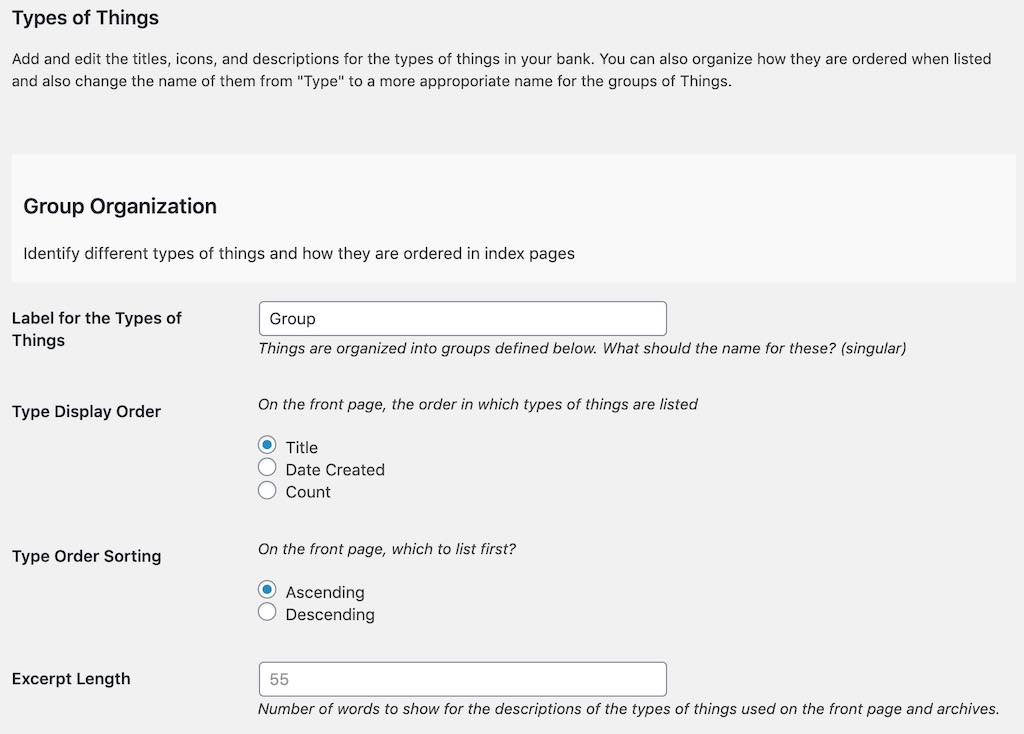 Types of Things
Add and edit the titles, icons, and descriptions for the types of things in your bank. You can also organize how they are ordered when listed
and also change the name of them from "Type" to a more approporiate name for the groups of Things.
Group Organization
Identify different types of things and how they are ordered in index pages
Label for the Types of
Things
Group
Things are organized into groups defined below. What should the name for these? (singular)
Type Display Order
On the front page, the order in which types of things are listed
Title
Date Created
Count
Type Order Sorting
On the front page, which to list first?
Ascending
Descending
Excerpt Length
55
Number of words to show for the descriptions of the types of things used on the front page and archives.